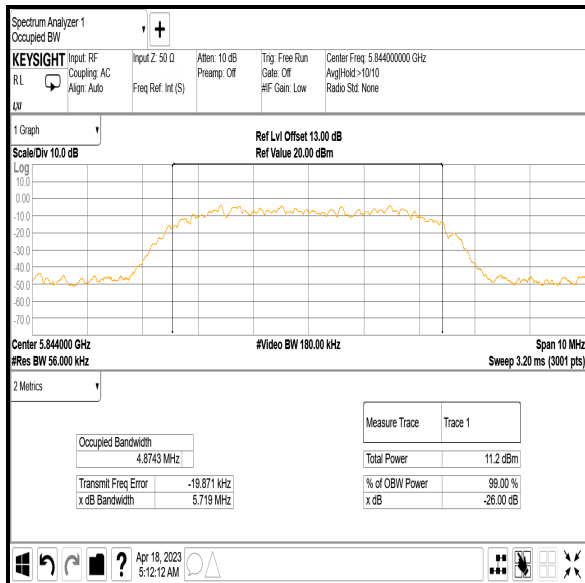 Spectrum Analyzer 1
Occupied BW
KEYSIGHT
R L
LXI
Input: RF
Coupling: AC
Align: Auto
Input Z: 50 Ω
Freq Ref: Int (S)
Atten: 10 dB
Preamp: Off
Trig: Free Run
Gate: Off
#IF Gain: Low
Center Freq: 5.844000000 GHz
Avg|Hold:>10/10
Radio Std: None
1 Graph
Scale/Div 10.0 dB
Ref Lvl Offset 13.00 dB
Ref Value 20.00 dBm
Log
10.0
0.00
-10.0
-20.0
-30.0
-40.0
-50.0
-60.0
-70.0
Center 5.844000 GHz
#Video BW 180.00 kHz
Span 10 MHz
#Res BW 56.000 kHz
Sweep 3.20 ms (3001 pts)
2 Metrics
Occupied Bandwidth
4.8743 MHz
Transmit Freq Error -19.871 kHz
x dB Bandwidth 5.719 MHz
Measure Trace Trace 1
Total Power 11.2 dBm
% of OBW Power 99.00 %
x dB -26.00 dB
?
Apr 18, 2023
5:12:12 AM